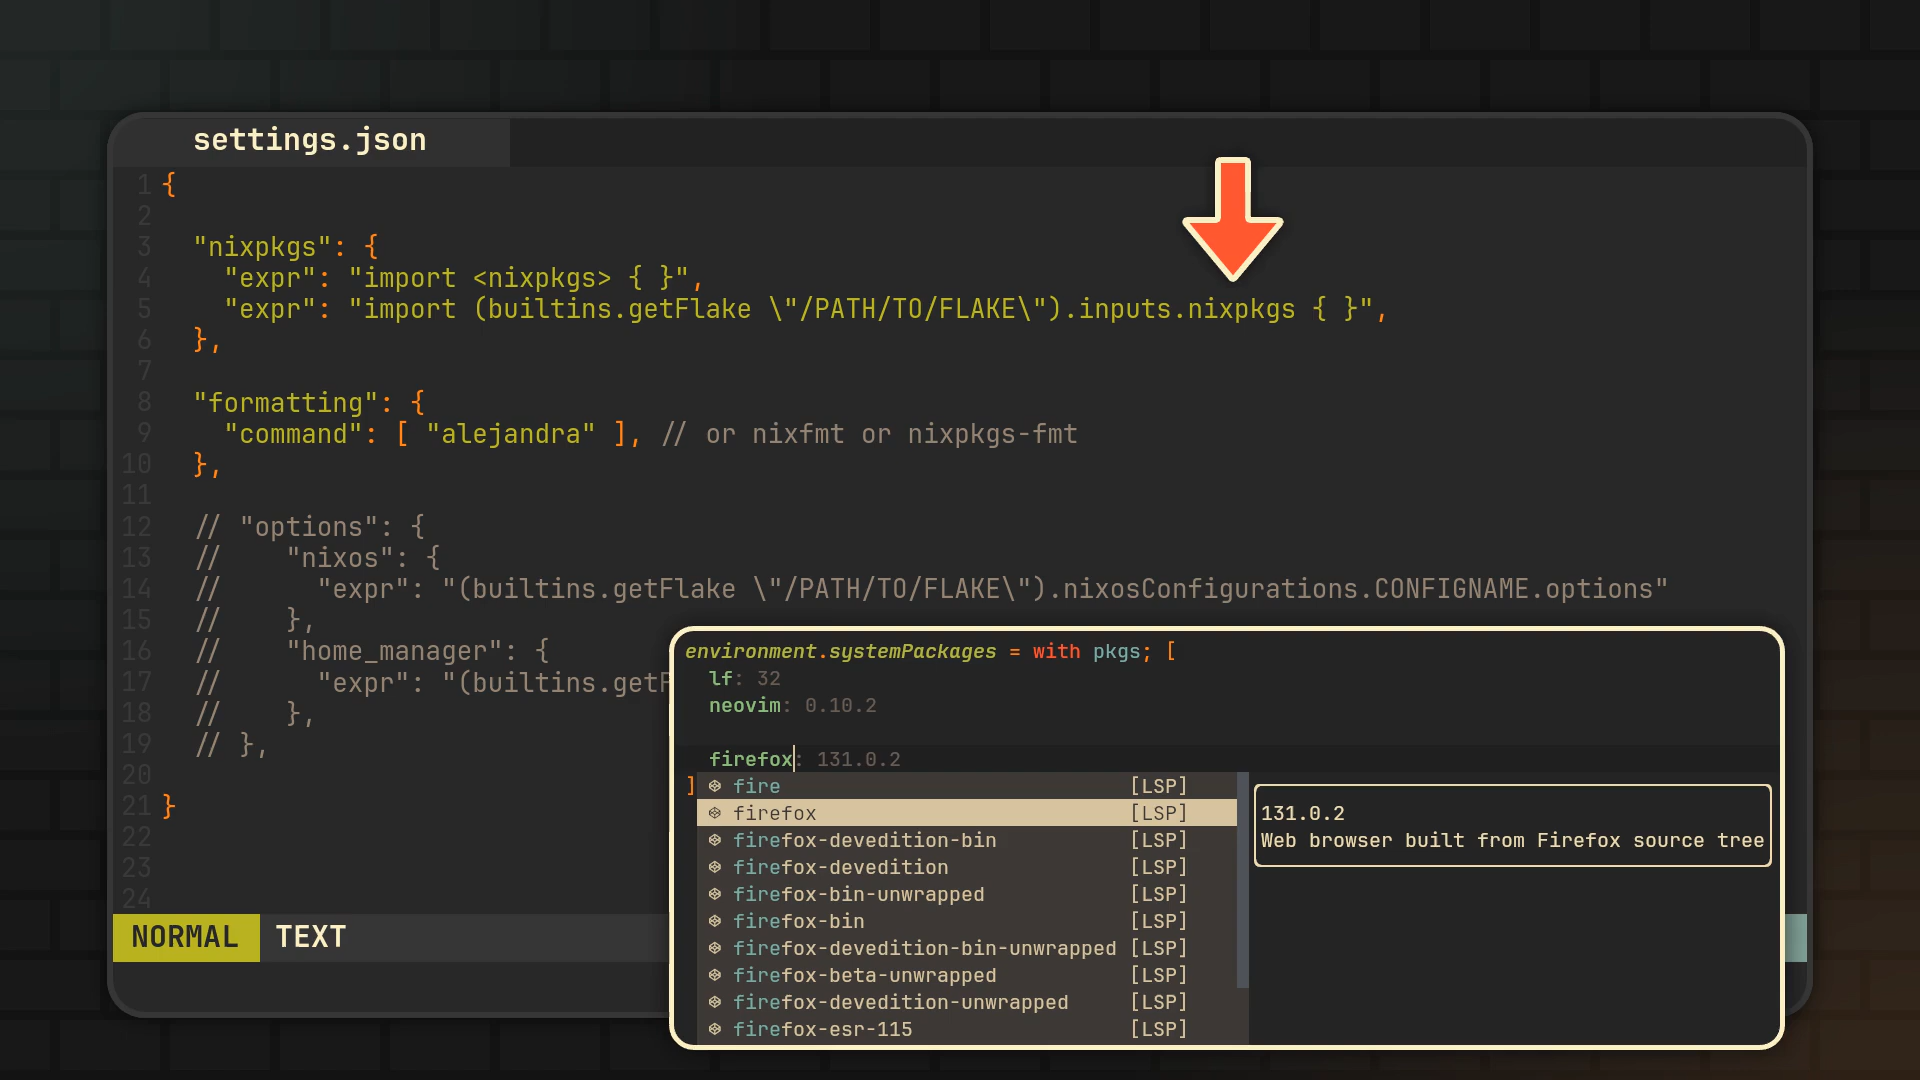 settings.json
1 {
2
3   "nixpkgs": {
4     "expr": "import <nixpkgs> { }",
5     "expr": "import (builtins.getFlake \"/PATH/TO/FLAKE\").inputs.nixpkgs { }",
6   },
7
8   "formatting": {
9     "command": [ "alejandra" ], // or nixfmt or nixpkgs-fmt
10   },
11
12   // "options": {
13   //    "nixos": {
14   //      "expr": "(builtins.getFlake \"/PATH/TO/FLAKE\").nixosConfigurations.CONFIGNAME.options"
15   //    },
16   //    "home_manager": {
17   //      "expr": "(builtins.getF
18   //    },
19   // },
20
21 }
22
23
24
NORMAL TEXT
environment.systemPackages = with pkgs; [
lf: 32
neovim: 0.10.2
firefox: 131.0.2
] fire [LSP]
firefox [LSP]
firefox-devedition-bin [LSP]
firefox-devedition [LSP]
firefox-bin-unwrapped [LSP]
firefox-bin [LSP]
firefox-devedition-bin-unwrapped [LSP]
firefox-beta-unwrapped [LSP]
firefox-devedition-unwrapped [LSP]
firefox-esr-115 [LSP]
131.0.2
Web browser built from Firefox source tree